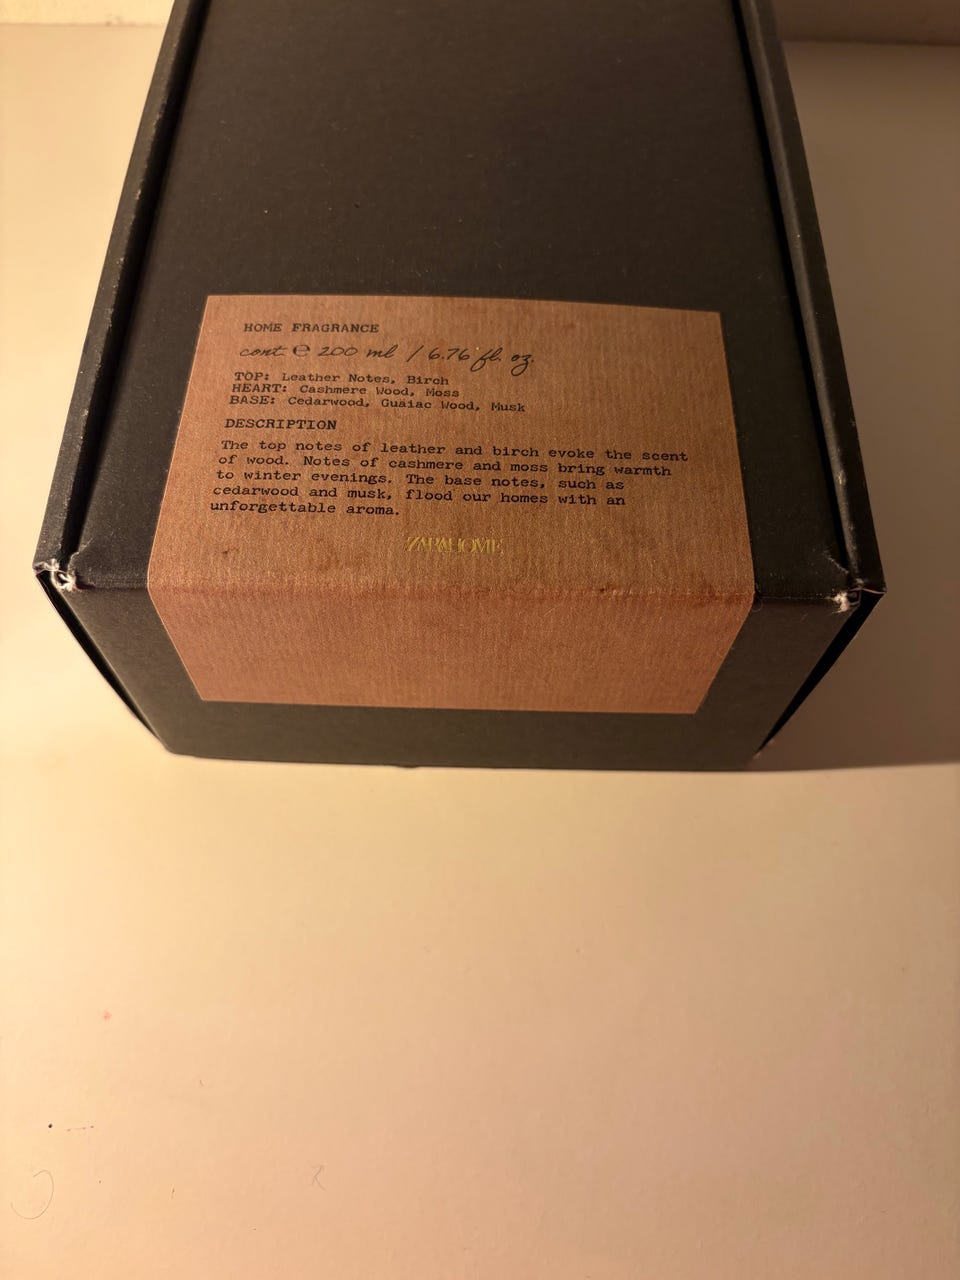 HOME FRAGRANCE
cont. ℮ 200 ml / 6.76 fl. oz.
TOP: Leather Notes, Birch
HEART: Cashmere Wood, Moss
BASE: Cedarwood, Guaiac Wood, Musk
DESCRIPTION
The top notes of leather and birch evoke the scent
of wood. Notes of cashmere and moss bring warmth
to winter evenings. The base notes, such as
cedarwood and musk, flood our homes with an
unforgettable aroma.
ZARAHOME